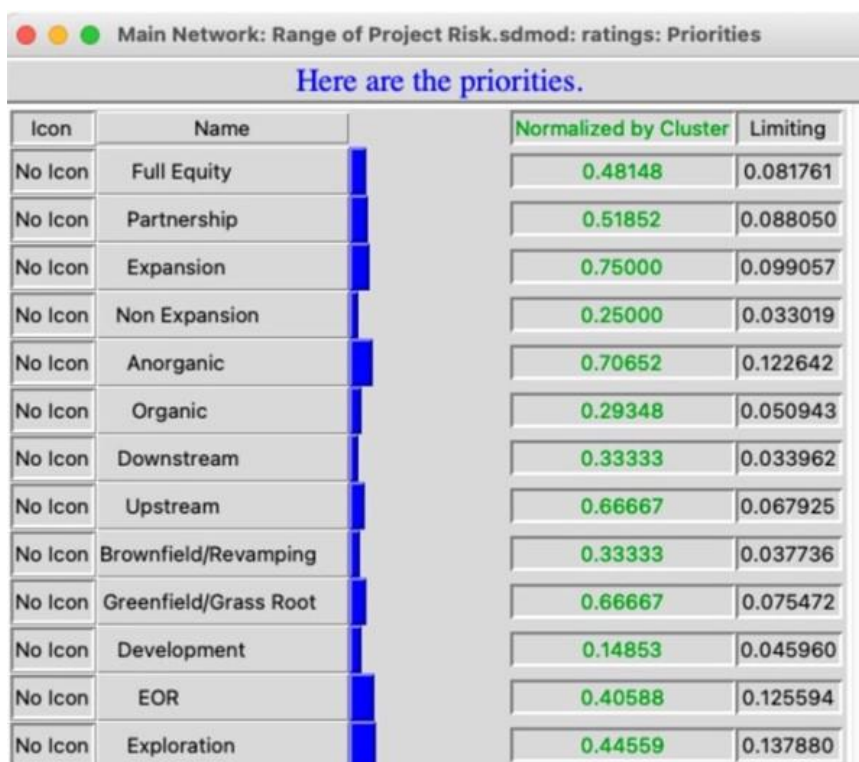 Main Network: Range of Project Risk.sdmod: ratings: Priorities
Here are the priorities.
Icon Name Normalized by Cluster Limiting
No Icon Full Equity 0.48148 0.081761
No Icon Partnership 0.51852 0.088050
No Icon Expansion 0.75000 0.099057
No Icon Non Expansion 0.25000 0.033019
No Icon Anorganic 0.70652 0.122642
No Icon Organic 0.29348 0.050943
No Icon Downstream 0.33333 0.033962
No Icon Upstream 0.66667 0.067925
No Icon Brownfield/Revamping 0.33333 0.037736
No Icon Greenfield/Grass Root 0.66667 0.075472
No Icon Development 0.14853 0.045960
No Icon EOR 0.40588 0.125594
No Icon Exploration 0.44559 0.137880